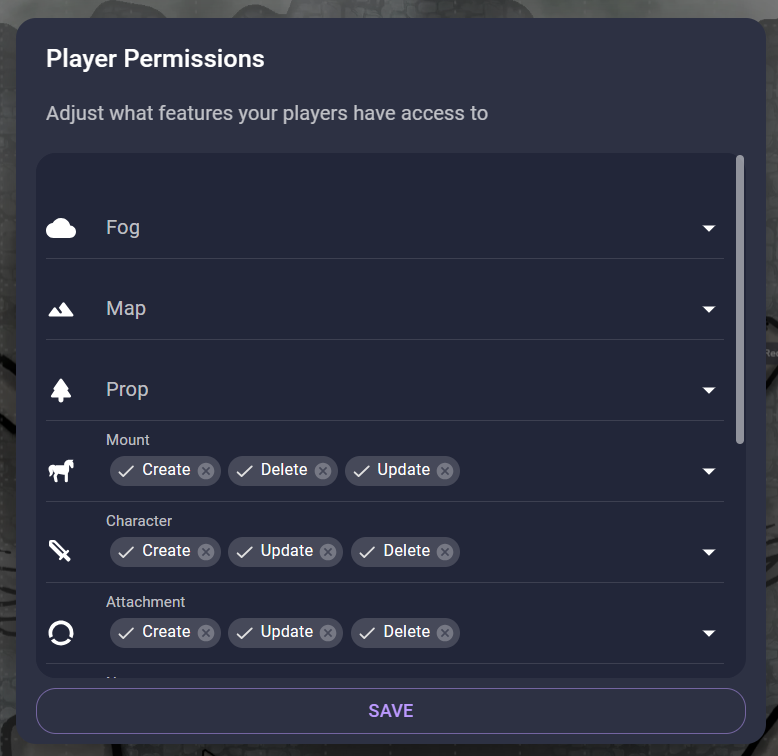 Player Permissions
Adjust what features your players have access to
Fog
Map
Prop
Mount
Create Delete Update
Character
Create Update Delete
Attachment
Create Update Delete
SAVE